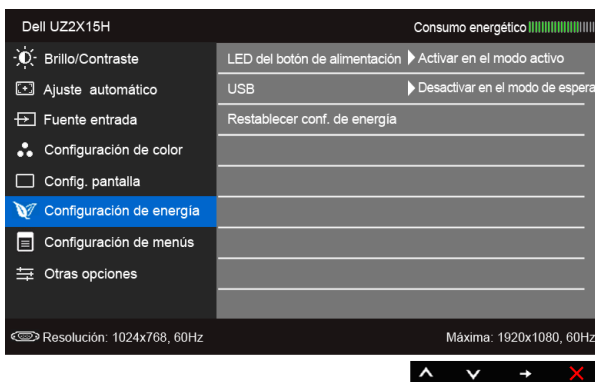 Dell UZ2X15H
Consumo energético
Brillo/Contraste
LED del botón de alimentación
Activar en el modo activo
Ajuste automático
USB
Desactivar en el modo de espera
Fuente entrada
Restablecer conf. de energía
Configuración de color
Config. pantalla
Configuración de energía
Configuración de menús
Otras opciones
Resolución: 1024x768, 60Hz
Máxima: 1920x1080, 60Hz